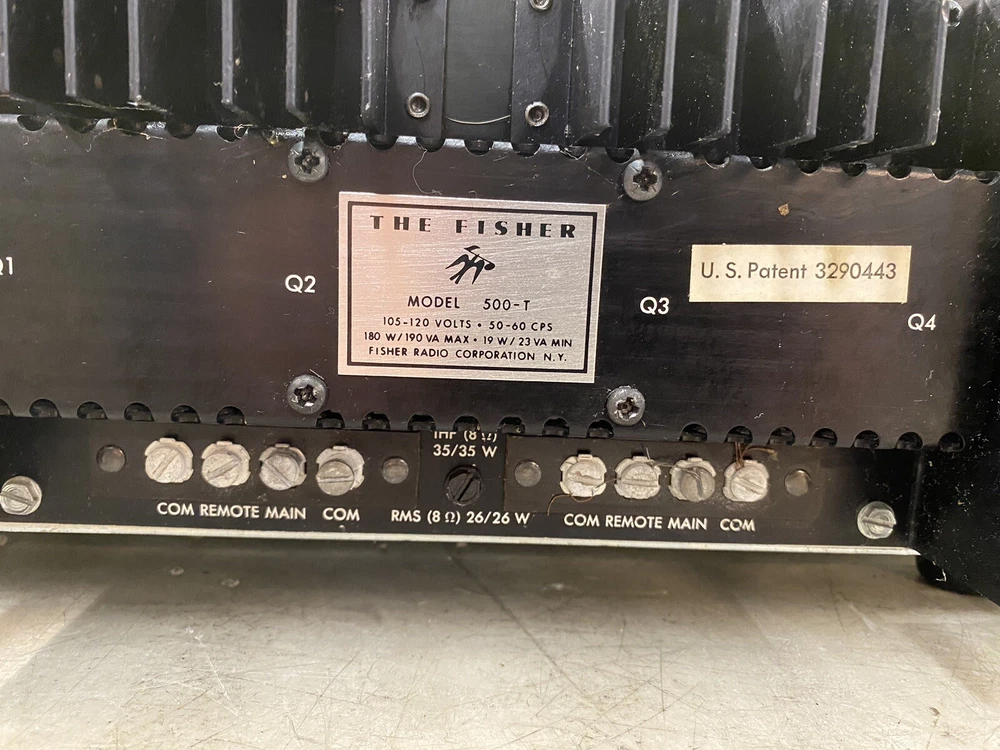 Q1
Q2
THE FISHER
MODEL 500-T
105-120 VOLTS • 50-60 CPS
180 W/190 VA MAX • 19 W/23 VA MIN
FISHER RADIO CORPORATION N.Y.
Q3
U. S. Patent 3290443
Q4
IHF (8 Ω)
35/35 W
COM REMOTE MAIN COM
RMS (8 Ω) 26/26 W
COM REMOTE MAIN COM